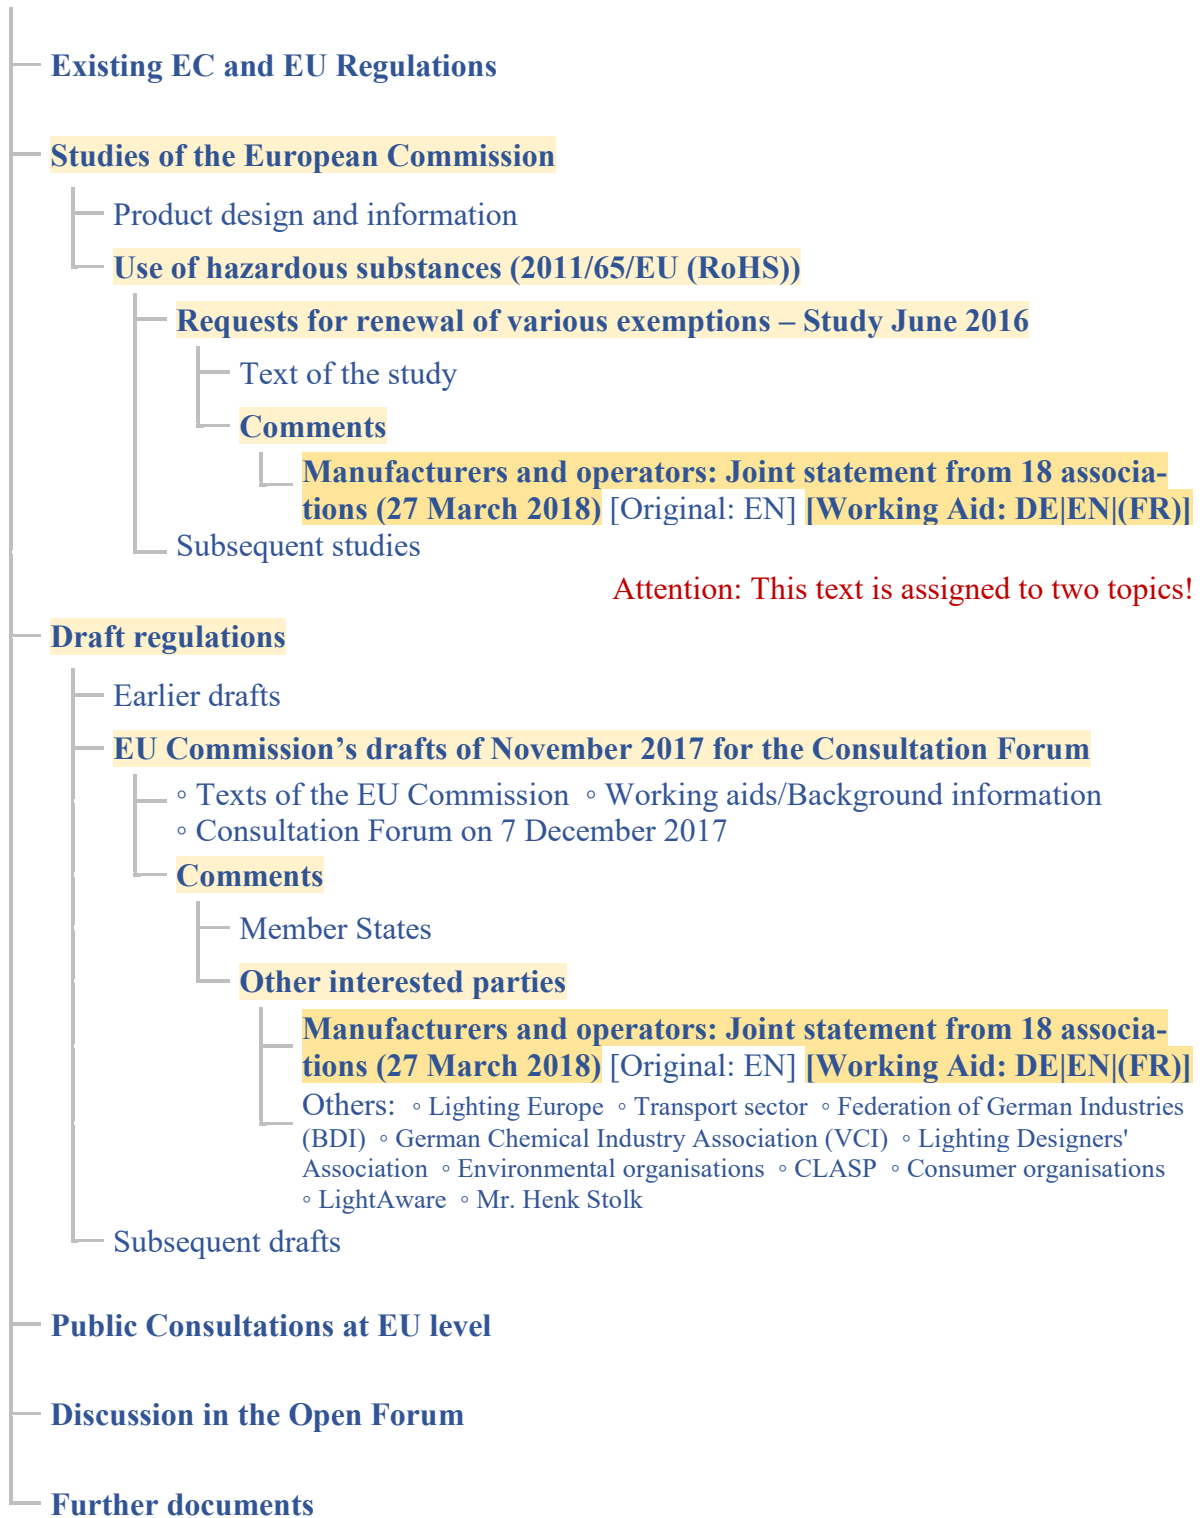 Existing EC and EU Regulations
Studies of the European Commission
Product design and information
Use of hazardous substances (2011/65/EU (RoHS))
Requests for renewal of various exemptions – Study June 2016
Text of the study
Comments
Manufacturers and operators: Joint statement from 18 associa-
tions (27 March 2018) [Original: EN] [Working Aid: DE|EN|(FR)]
Subsequent studies
Attention: This text is assigned to two topics!
Draft regulations
Earlier drafts
EU Commission’s drafts of November 2017 for the Consultation Forum
◦ Texts of the EU Commission ◦ Working aids/Background information
◦ Consultation Forum on 7 December 2017
Comments
Member States
Other interested parties
Manufacturers and operators: Joint statement from 18 associa-
tions (27 March 2018) [Original: EN] [Working Aid: DE|EN|(FR)]
Others: ◦ Lighting Europe ◦ Transport sector ◦ Federation of German Industries
(BDI) ◦ German Chemical Industry Association (VCI) ◦ Lighting Designers'
Association ◦ Environmental organisations ◦ CLASP ◦ Consumer organisations
◦ LightAware ◦ Mr. Henk Stolk
Subsequent drafts
Public Consultations at EU level
Discussion in the Open Forum
Further documents